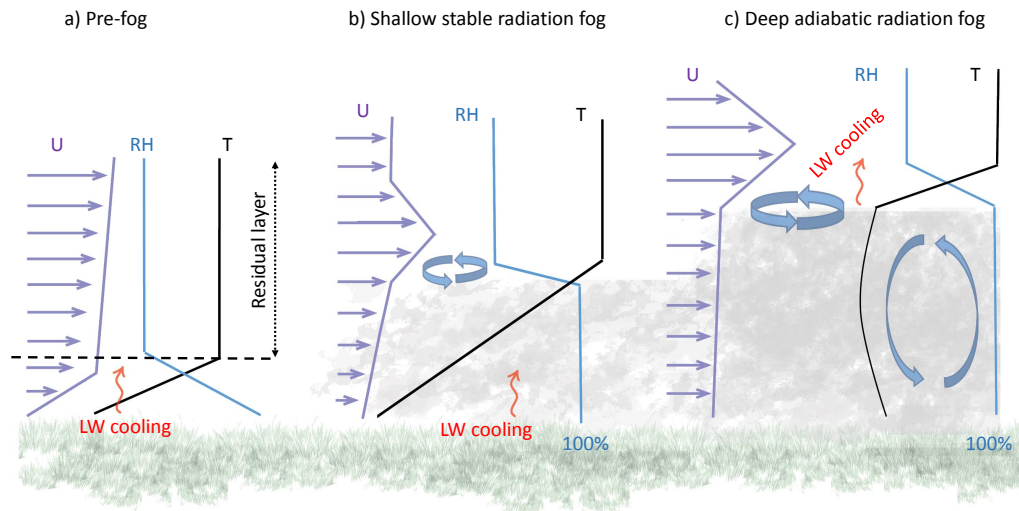 a) Pre-fog
b) Shallow stable radiation fog
c) Deep adiabatic radiation fog
U
RH
T
Residual layer
LW cooling
U
RH
T
LW cooling
100%
U
RH
T
LW cooling
100%